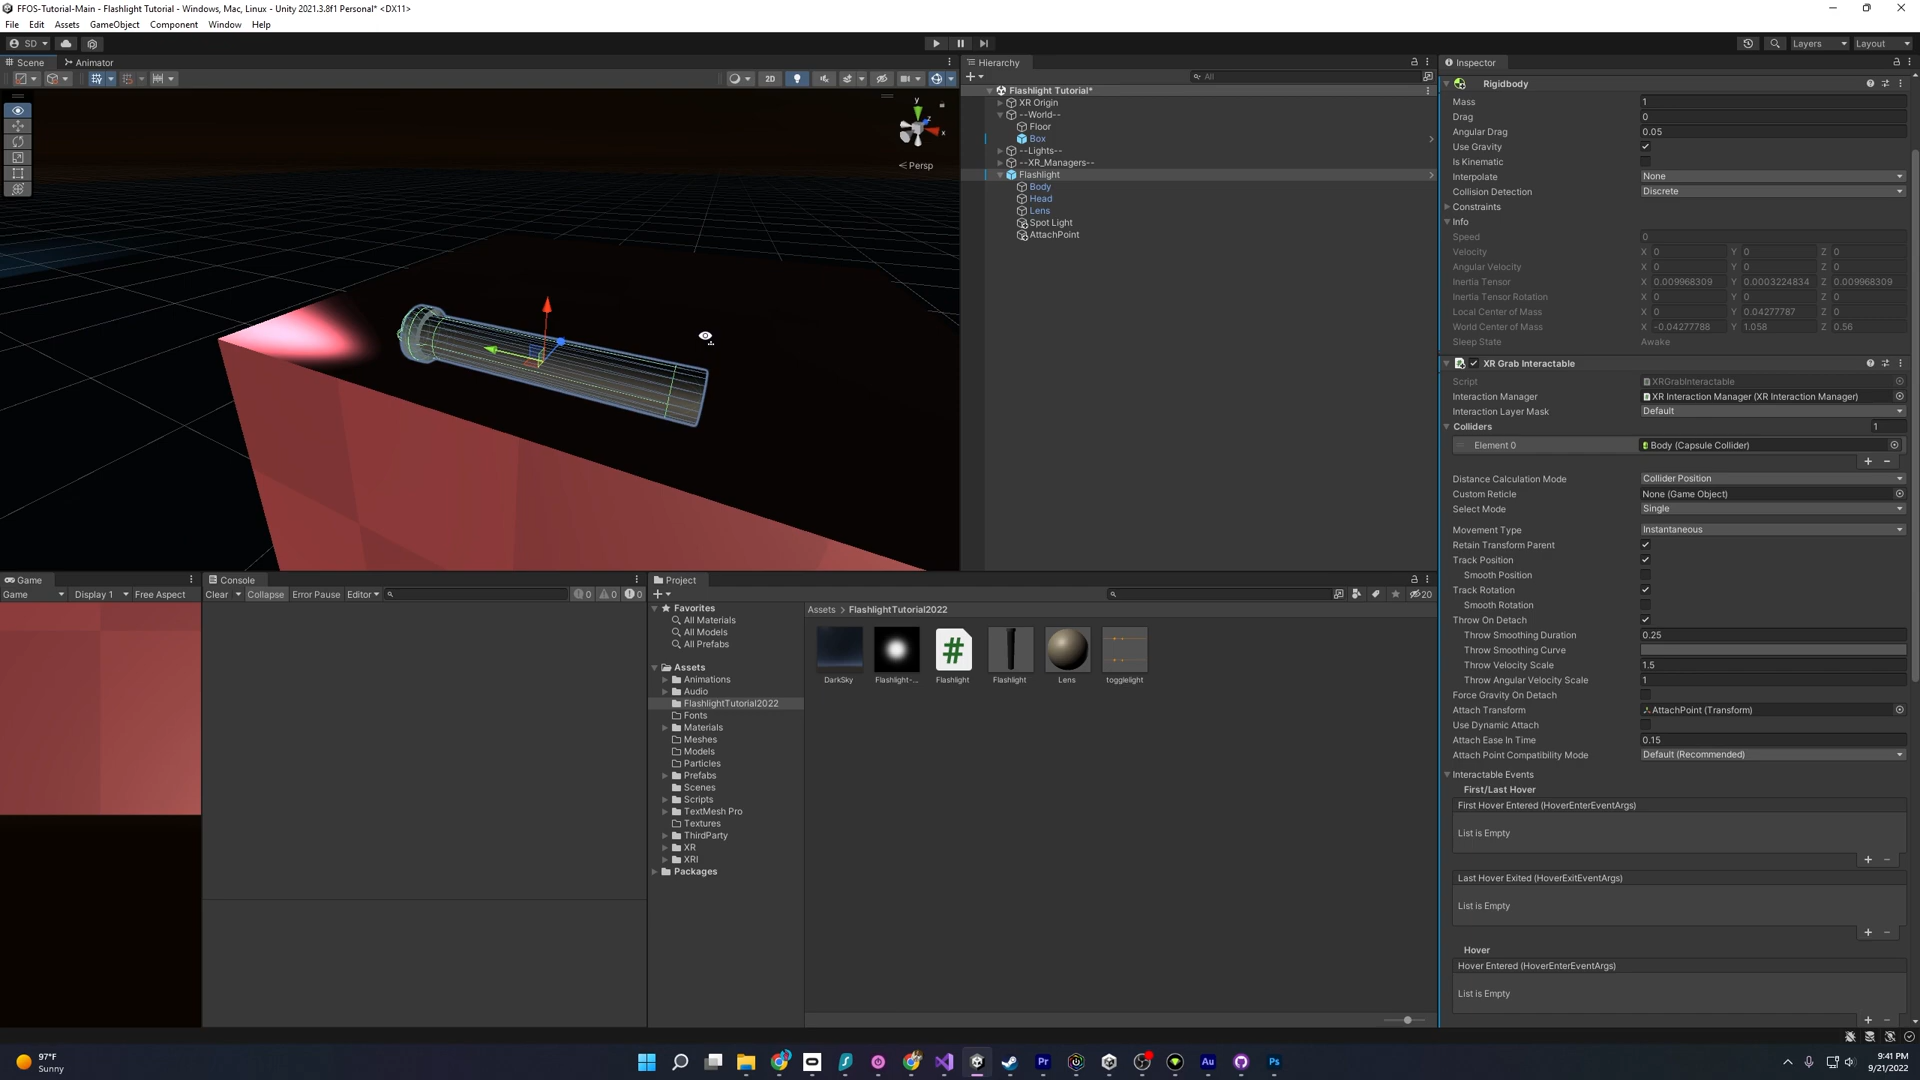 FFOS-Tutorial-Main - Flashlight Tutorial - Windows, Mac, Linux - Unity 2021.3.8f1 Personal* <DX11>
File Edit Assets GameObject Component Window Help
SD Layers Layout
Scene Animator
2D
y
x
Persp
Hierarchy
All
Flashlight Tutorial*
XR Origin
--World--
Floor
Box
--Lights--
--XR_Managers--
Flashlight
Body
Head
Lens
Spot Light
AttachPoint
Inspector
Rigidbody
Mass 1
Drag 0
Angular Drag 0.05
Use Gravity
Is Kinematic
Interpolate None
Collision Detection Discrete
Constraints
Info
Speed 0
Velocity X 0 Y 0 Z 0
Angular Velocity X 0 Y 0 Z 0
Inertia Tensor X 0.009968309 Y 0.0003224834 Z 0.009968309
Inertia Tensor Rotation X 0 Y 0 Z 0
Local Center of Mass X 0 Y 0.04277787 Z 0
World Center of Mass X -0.04277788 Y 1.058 Z 0.56
Sleep State Awake
XR Grab Interactable
Script XRGrabInteractable
Interaction Manager XR Interaction Manager (XR Interaction Manager)
Interaction Layer Mask Default
Colliders 1
Element 0 Body (Capsule Collider)
Distance Calculation Mode Collider Position
Custom Reticle None (Game Object)
Select Mode Single
Movement Type Instantaneous
Retain Transform Parent
Track Position
Smooth Position
Track Rotation
Smooth Rotation
Throw On Detach
Throw Smoothing Duration 0.25
Throw Smoothing Curve
Throw Velocity Scale 1.5
Throw Angular Velocity Scale 1
Force Gravity On Detach
Attach Transform AttachPoint (Transform)
Use Dynamic Attach
Attach Ease In Time 0.15
Attach Point Compatibility Mode Default (Recommended)
Interactable Events
First/Last Hover
First Hover Entered (HoverEnterEventArgs)
List is Empty
Last Hover Exited (HoverExitEventArgs)
List is Empty
Hover
Hover Entered (HoverEnterEventArgs)
List is Empty
Game
Game Display 1 Free Aspect
Console
Clear Collapse Error Pause Editor 0 0 0
Project
20
Favorites
All Materials
All Models
All Prefabs
Assets
Animations
Audio
FlashlightTutorial2022
Fonts
Materials
Meshes
Models
Particles
Prefabs
Scenes
Scripts
TextMesh Pro
Textures
ThirdParty
XR
XRI
Packages
Assets > FlashlightTutorial2022
DarkSky Flashlight-... Flashlight Flashlight Lens togglelight
97°F
Sunny
Pr Au Ps
9:41 PM
9/21/2022